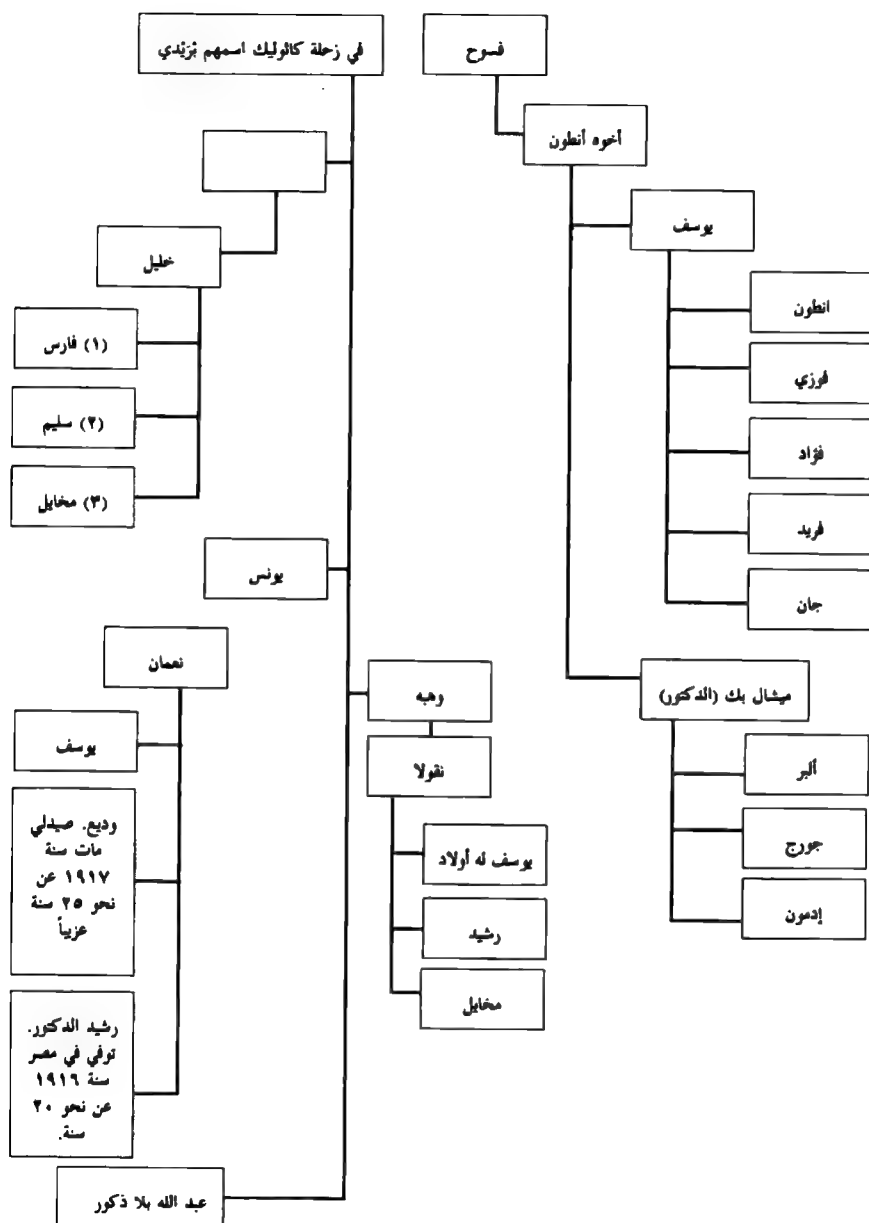 فسوح
أخوه أنطون
يوسف
انطون
فوزي
فؤاد
فريد
جان
ميشال بك (الدكتور)
ألبر
جورج
إدمون
في زحلة كاثوليك اسمهم بُرَيْدي
خليل
(١) فارس
(٢) سليم
(٣) مخايل
يونس
وهبه
نقولا
يوسف له أولاد
رشيد
مخايل
نعمان
يوسف
وديع. صيدلي
مات سنة
١٩١٧ عن
نحو ٢٥ سنة
عزيباً
رشيد الدكتور.
توفي في مصر
سنة ١٩١٦
عن نحو ٣٠
سنة.
عبد الله بلا ذكور